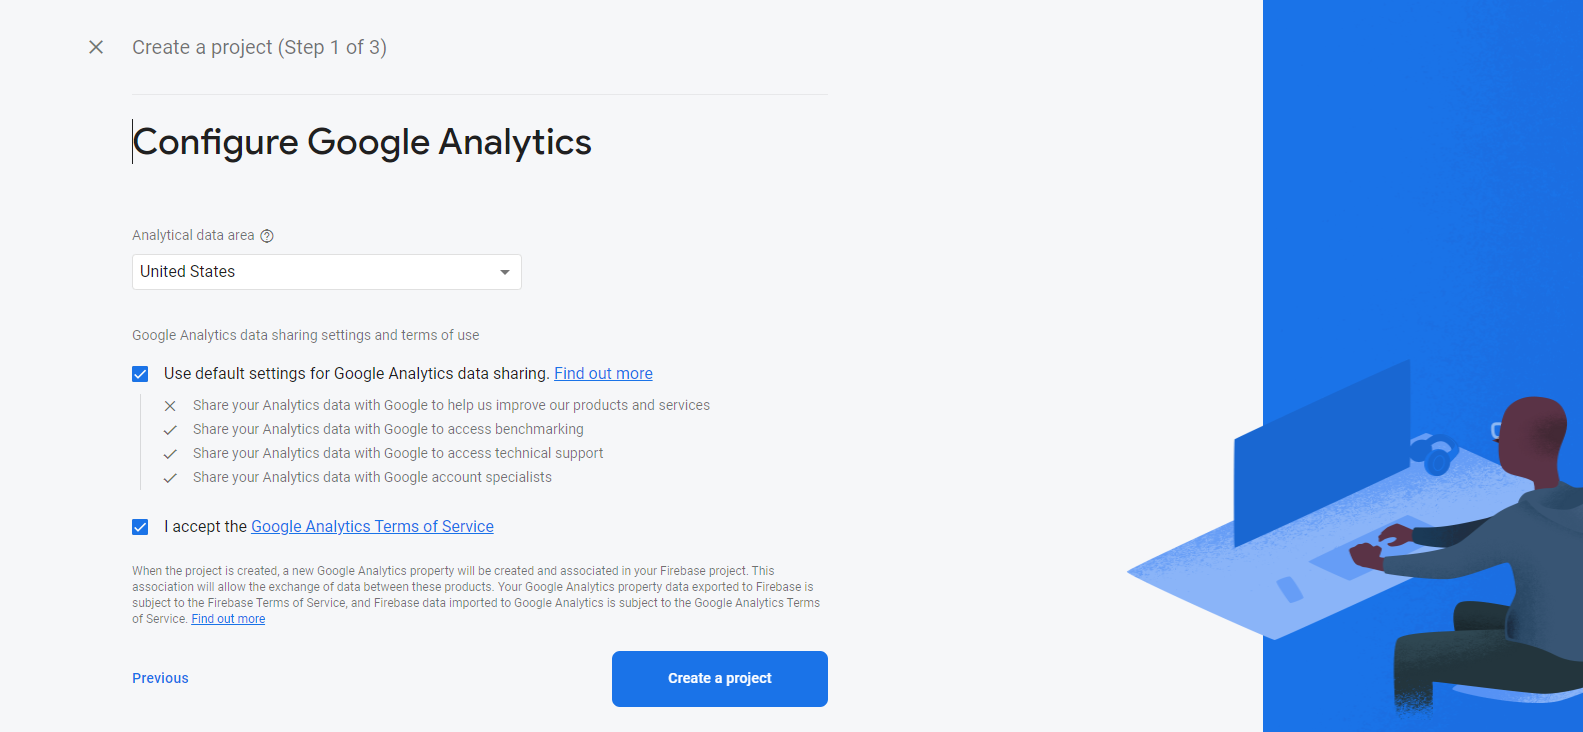 Create a project (Step 1 of 3)
Configure Google Analytics
Analytical data area
United States
Google Analytics data sharing settings and terms of use
Use default settings for Google Analytics data sharing. Find out more
Share your Analytics data with Google to help us improve our products and services
Share your Analytics data with Google to access benchmarking
Share your Analytics data with Google to access technical support
Share your Analytics data with Google account specialists
I accept the Google Analytics Terms of Service
When the project is created, a new Google Analytics property will be created and associated in your Firebase project. This
association will allow the exchange of data between these products. Your Google Analytics property data exported to Firebase is
subject to the Firebase Terms of Service, and Firebase data imported to Google Analytics is subject to the Google Analytics Terms
of Service. Find out more
Previous
Create a project